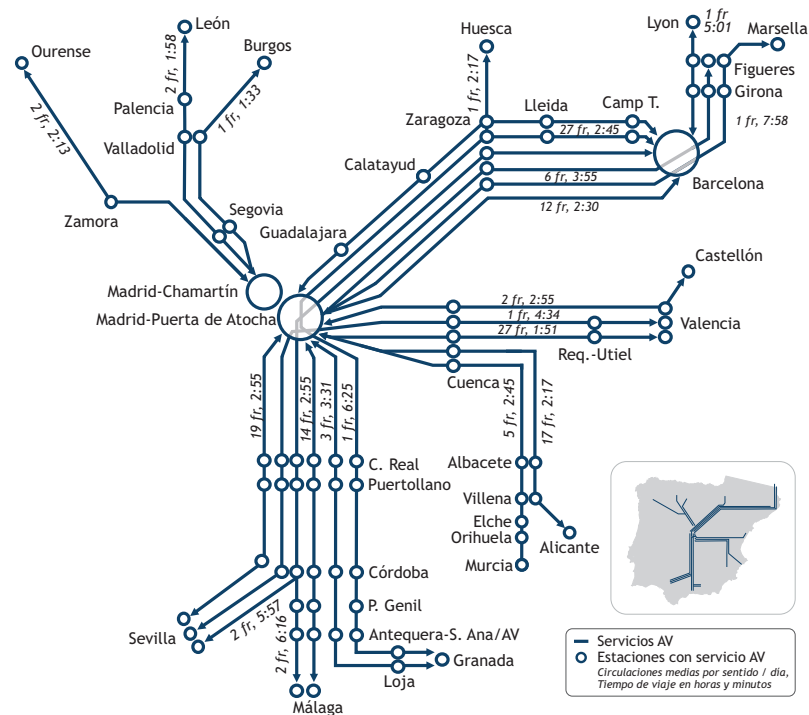 León
1 fr
5:01
Lyon
Marsella
Ourense
Burgos
Huesca
2 fr, 1:58
Figueres
1 fr, 2:17
Palencia
1 fr, 1:33
Lleida
Camp T.
Girona
2 fr, 2:13
Zaragoza
1 fr, 7:58
27 fr, 2:45
Valladolid
Calatayud
6 fr, 3:55
Barcelona
Zamora
Segovia
12 fr, 2:30
Guadalajara
Castellón
Madrid-Chamartín
2 fr, 2:55
Madrid-Puerta de Atocha
1 fr, 4:34
Valencia
27 fr, 1:51
Req.-Utiel
Cuenca
19 fr, 2:55
14 fr, 2:55
3 fr, 3:31
1 fr, 6:25
5 fr, 2:45
17 fr, 2:17
C. Real
Albacete
Puertollano
Villena
Elche
Orihuela
Alicante
Murcia
Córdoba
P. Genil
Sevilla
2 fr, 5:57
2 fr, 6:16
Antequera-S. Ana/AV
Granada
Loja
Málaga
Servicios AV
Estaciones con servicio AV
Circulaciones medias por sentido / día,
Tiempo de viaje en horas y minutos